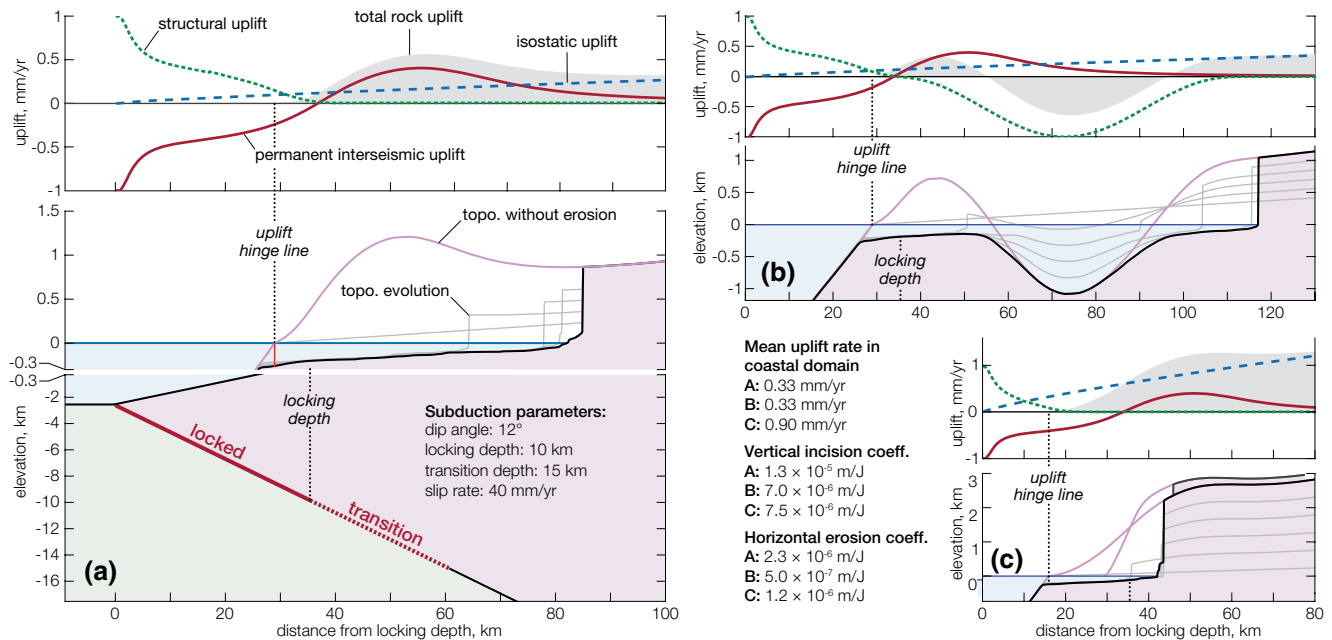 1
0.5
0
-0.5
-1
uplift, mm/yr
structural uplift
total rock uplift
isostatic uplift
permanent interseismic uplift
uplift
hinge line
topo. without erosion
topo. evolution
1.5
1
0.5
0
-0.3
-0.3
-2
-4
-6
-8
-10
-12
-14
-16
elevation, km
locking
depth
locked
transition
Subduction parameters:
dip angle: 12°
locking depth: 10 km
transition depth: 15 km
slip rate: 40 mm/yr
(a)
0
20
40
60
80
100
distance from locking depth, km
1
0.5
0
-0.5
-1
uplift, mm/yr
uplift
hinge line
1
0.5
0
-0.5
-1
elevation, km
locking
depth
(b)
0
20
40
60
80
100
120
Mean uplift rate in
coastal domain
A: 0.33 mm/yr
B: 0.33 mm/yr
C: 0.90 mm/yr
Vertical incision coeff.
A: 1.3 × 10⁻⁵ m/J
B: 7.0 × 10⁻⁶ m/J
C: 7.5 × 10⁻⁶ m/J
Horizontal erosion coeff.
A: 2.3 × 10⁻⁶ m/J
B: 5.0 × 10⁻⁷ m/J
C: 1.2 × 10⁻⁶ m/J
1
0
-1
uplift, mm/yr
uplift
hinge line
3
2
1
0
elevation, km
(c)
0
20
40
60
80
distance from locking depth, km